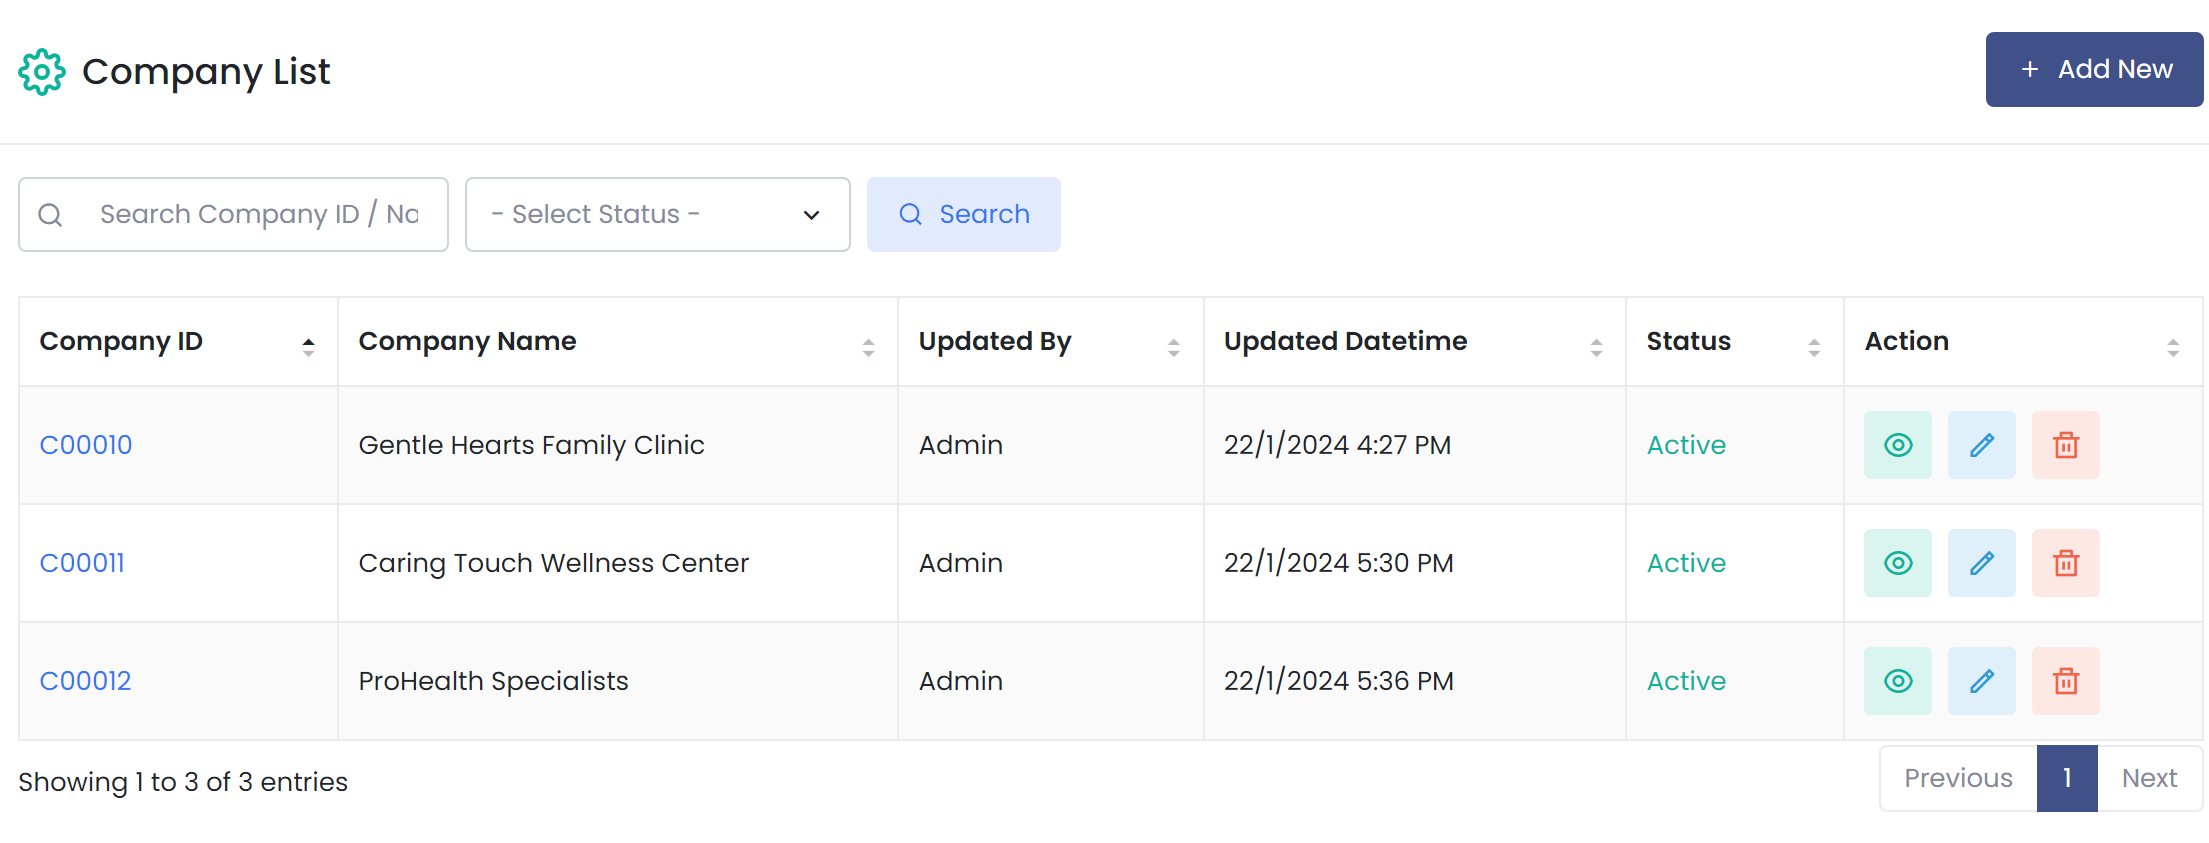 Company List
+ Add New
Search Company ID / Na
- Select Status -
Search
Company ID Company Name Updated By Updated Datetime Status Action
C00010 Gentle Hearts Family Clinic Admin 22/1/2024 4:27 PM Active
C00011 Caring Touch Wellness Center Admin 22/1/2024 5:30 PM Active
C00012 ProHealth Specialists Admin 22/1/2024 5:36 PM Active
Showing 1 to 3 of 3 entries
Previous 1 Next